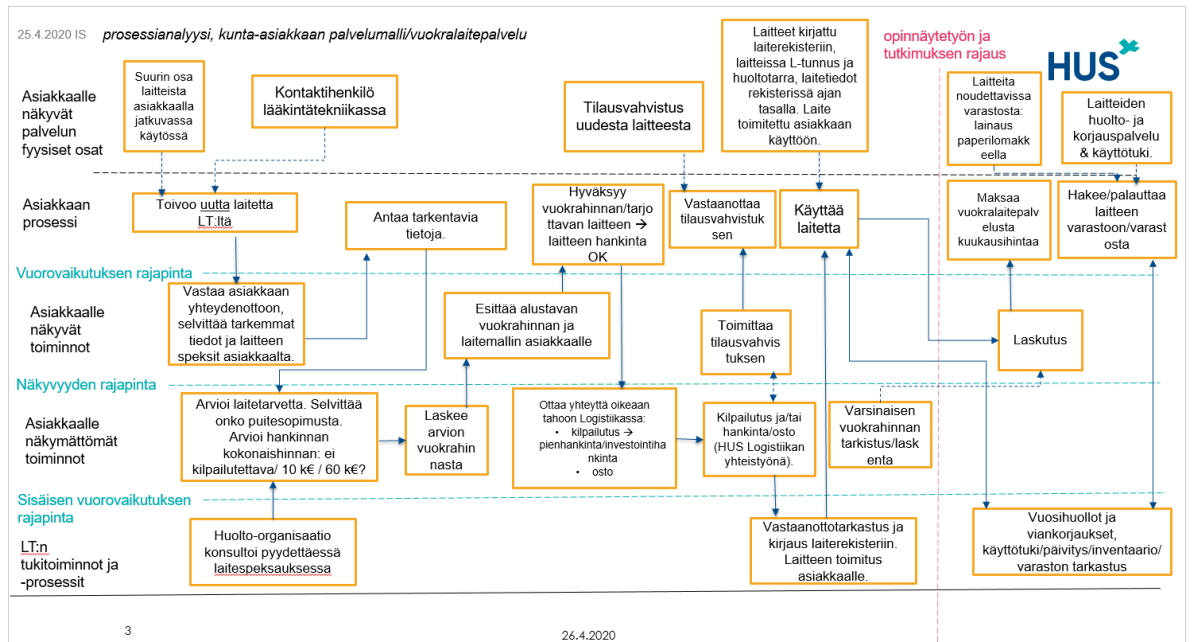 25.4.2020 IS
prosessianalyysi, kunta-asiakkaan palvelumalli/vuokralaitepalvelu
opinnäytetyön ja
tutkimuksen rajaus
HUS
Asiakkaalle
näkyvät
palvelun
fyysiset osat
Suurin osa
laitteista
asiakkaalla
jatkuvassa
käytössä
Kontaktihenkilö
lääkintätekniikassa
Tilausvahvistus
uudesta laitteesta
Laitteet kirjattu
laiterekisteriin,
laitteissa L-tunnus ja
huoltotarra, laitetiedot
rekisterissä ajan
tasalla. Laite
toimitettu asiakkaan
käyttöön.
Laitteita
noudettavissa
varastosta:
lainaus
paperilomakk
eella
Laitteiden
huolto- ja
korjauspalvelu
& käyttötuki.
Asiakkaan
prosessi
Toivoo uutta laitetta
LT:ltä
Antaa tarkentavia
tietoja.
Hyväksyy
vuokrahinnan/tarjo
ttavan laitteen →
laitteen hankinta
OK
Vastaanottaa
tilausvahvistuk
sen
Käyttää
laitetta
Maksaa
vuokralaitepalv
elusta
kuukausihintaa
Hakee/palauttaa
laitteen
varastoon/varast
osta
Vuorovaikutuksen rajapinta
Asiakkaalle
näkyvät
toiminnot
Vastaa asiakkaan
yhteydenottoon,
selvittää tarkemmat
tiedot ja laitteen
speksit asiakkaalta.
Esittää alustavan
vuokrahinnan ja
laitemallin asiakkaalle
Toimittaa
tilausvahvis
tuksen
Laskutus
Näkyvyyden rajapinta
Asiakkaalle
näkymättömät
toiminnot
Arvioi laitetarvetta. Selvittää
onko puitesopimusta.
Arvioi hankinnan
kokonaishinnan: ei
kilpailutettava/ 10 k€ / 60 k€?
Laskee
arvion
vuokrahin
nasta
Ottaa yhteyttä oikeaan
tahoon Logistiikassa:
• kilpailutus →
pienhankinta/investointiha
nkinta
• osto
Kilpailutus ja/tai
hankinta/osto
(HUS Logistiikan
yhteistyönä).
Varsinaisen
vuokrahinnan
tarkistus/lask
enta
Sisäisen vuorovaikutuksen
rajapinta
LT:n
tukitoiminnot ja
-prosessit
Huolto-organisaatio
konsultoi pyydettäessä
laitespeksauksessa
Vastaanottotarkastus ja
kirjaus laiterekisteriin.
Laitteen toimitus
asiakkaalle.
Vuosihuollot ja
viankorjaukset,
käyttötuki/päivitys/inventaario/
varaston tarkastus
3
26.4.2020